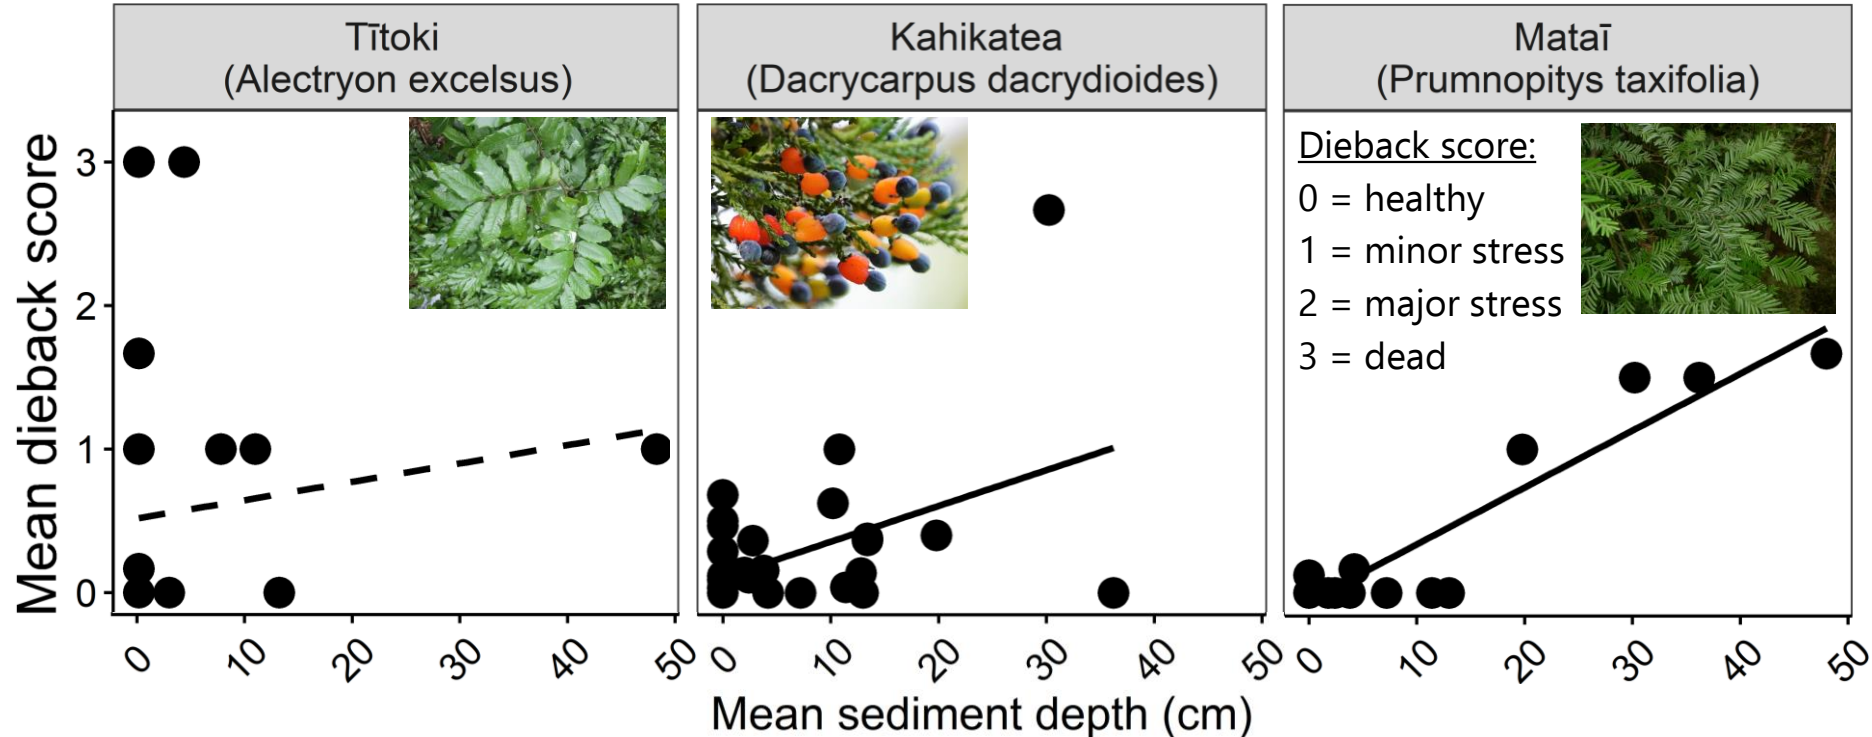 Tītoki
(Alectryon excelsus)
Kahikatea
(Dacrycarpus dacrydioides)
Mataī
(Prumnopitys taxifolia)
Mean dieback score
3
2
1
0
Dieback score:
0 = healthy
1 = minor stress
2 = major stress
3 = dead
0 10 20 30 40 50
0 10 20 30 40 50
0 10 20 30 40 50
Mean sediment depth (cm)